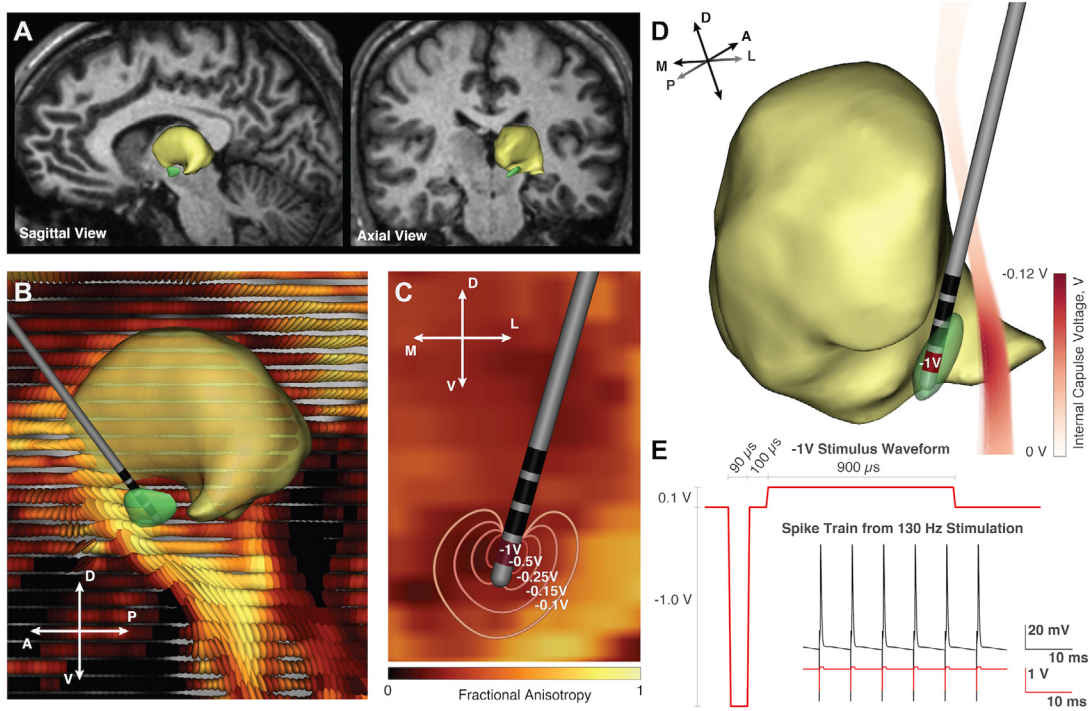 A
Sagittal View
Axial View
B
D
A
P
V
C
D
M
L
V
-1V
-0.5V
-0.25V
-0.15V
-0.1V
0
1
Fractional Anisotropy
D
D
A
M
L
P
-1V
-0.12 V
Internal Capulse Voltage, V
0 V
E
-1V Stimulus Waveform
90 µs
100 µs
900 µs
0.1 V
-1.0 V
Spike Train from 130 Hz Stimulation
20 mV
10 ms
1 V
10 ms